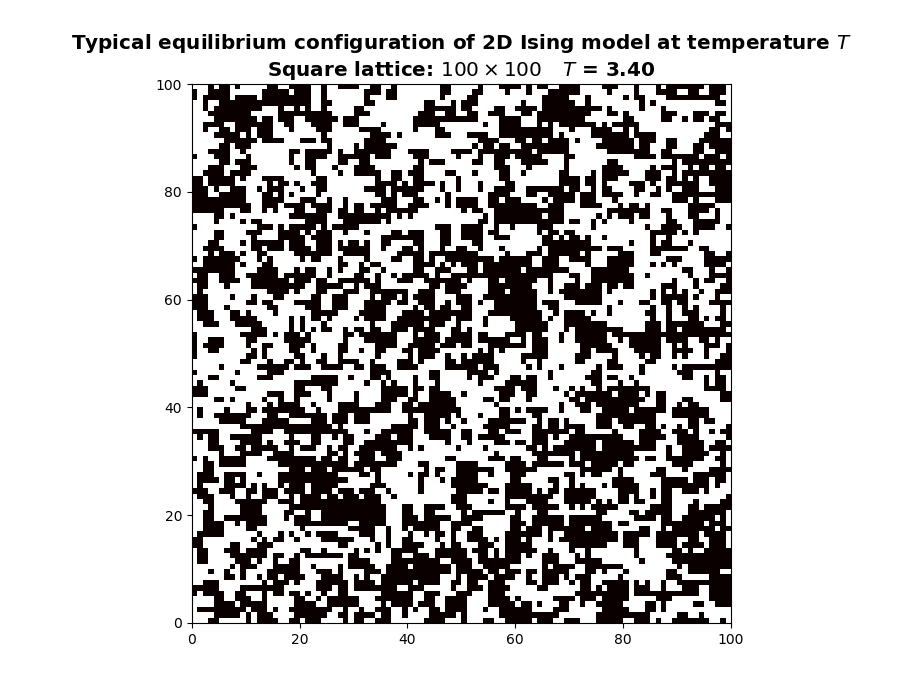 Typical equilibrium configuration of 2D Ising model at temperature T
Square lattice: 100 × 100 T = 3.40
100
80
60
40
20
0
0 20 40 60 80 100